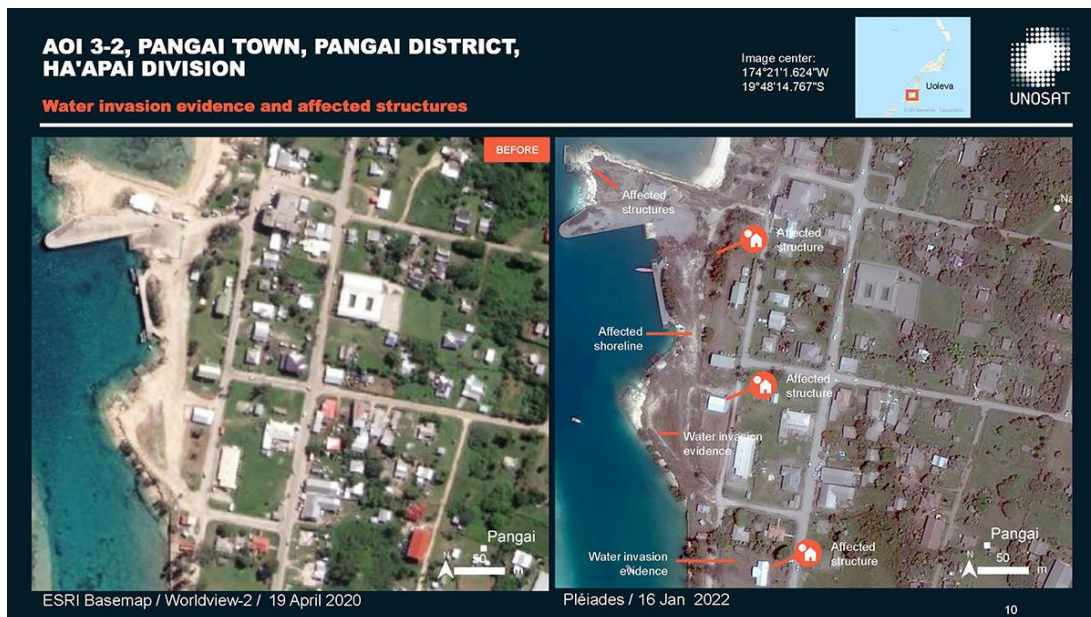 AOI 3-2, PANGAI TOWN, PANGAI DISTRICT,
HA'APAI DIVISION
Water invasion evidence and affected structures
Image center:
174°21'1.624"W
19°48'14.767"S
Uoleva
UNOSAT
BEFORE
Pangai
N
50
m
ESRI Basemap / Worldview-2 / 19 April 2020
Affected
structures
Na
Affected
structure
Affected
shoreline
Affected
structure
Water invasion
evidence
Water invasion
evidence
Affected
structure
Pangai
N
50
m
Pléiades / 16 Jan 2022
10